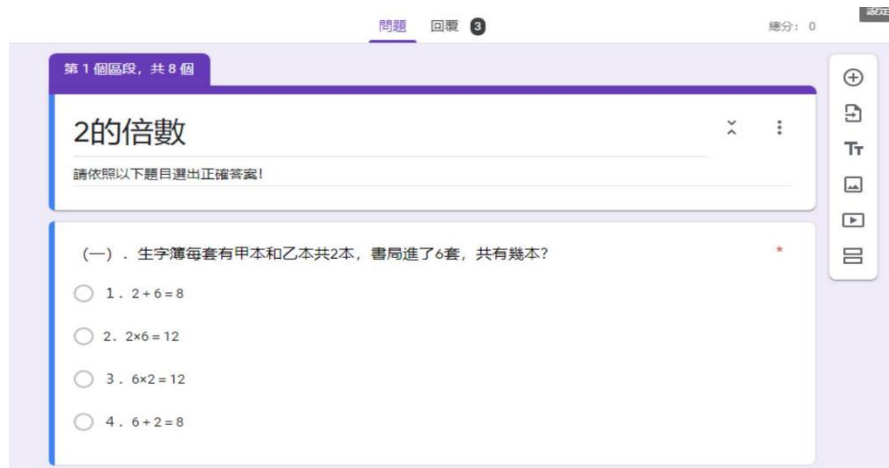 問題 回覆 3 總分: 0 設定
第 1 個區段, 共 8 個
2的倍數
請依照以下題目選出正確答案!
(一) . 生字簿每套有甲本和乙本共2本, 書局進了6套, 共有幾本? *
1 . 2+6=8
2. 2×6=12
3 . 6×2=12
4 . 6+2=8
Tт